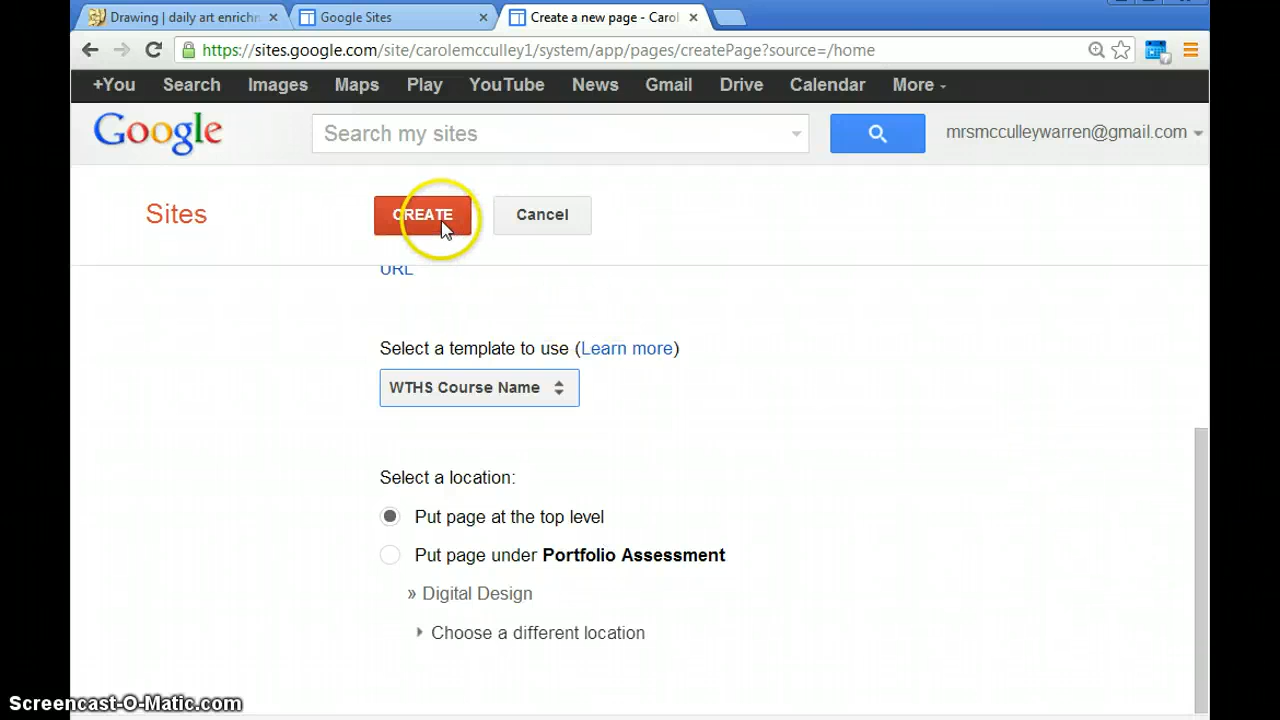 Drawing | daily art enrichn
Google Sites
Create a new page - Carol
https://sites.google.com/site/carolemcculley1/system/app/pages/createPage?source=/home
+You Search Images Maps Play YouTube News Gmail Drive Calendar More
Google
Search my sites
mrsmcculleywarren@gmail.com
Sites
CREATE
Cancel
URL
Select a template to use (Learn more)
WTHS Course Name
Select a location:
Put page at the top level
Put page under Portfolio Assessment
» Digital Design
Choose a different location
Screencast-O-Matic.com